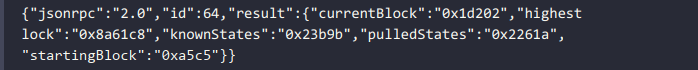 {"jsonrpc":"2.0","id":64,"result":{"currentBlock":"0x1d202","highest
lock":"0x8a61c8","knownStates":"0x23b9b","pulledStates":"0x2261a",
"startingBlock":"0xa5c5"}}